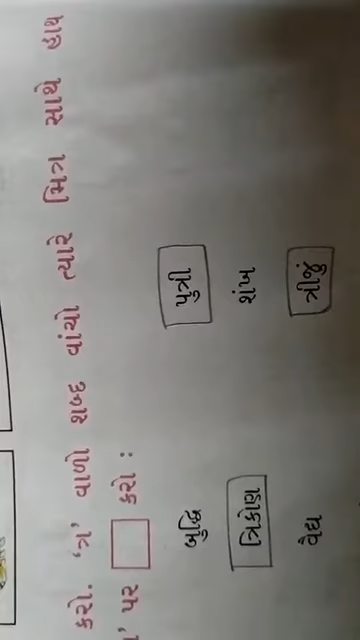 કરો. 'ત્ર' વાળો શબ્દ વાંચો ત્યારે મિત્ર સાથે હાથ
' પર કરો :
બુદ્ધિ પુત્રી
ત્રિકોણ શંખ
વૈદ્ય ત્રીજું